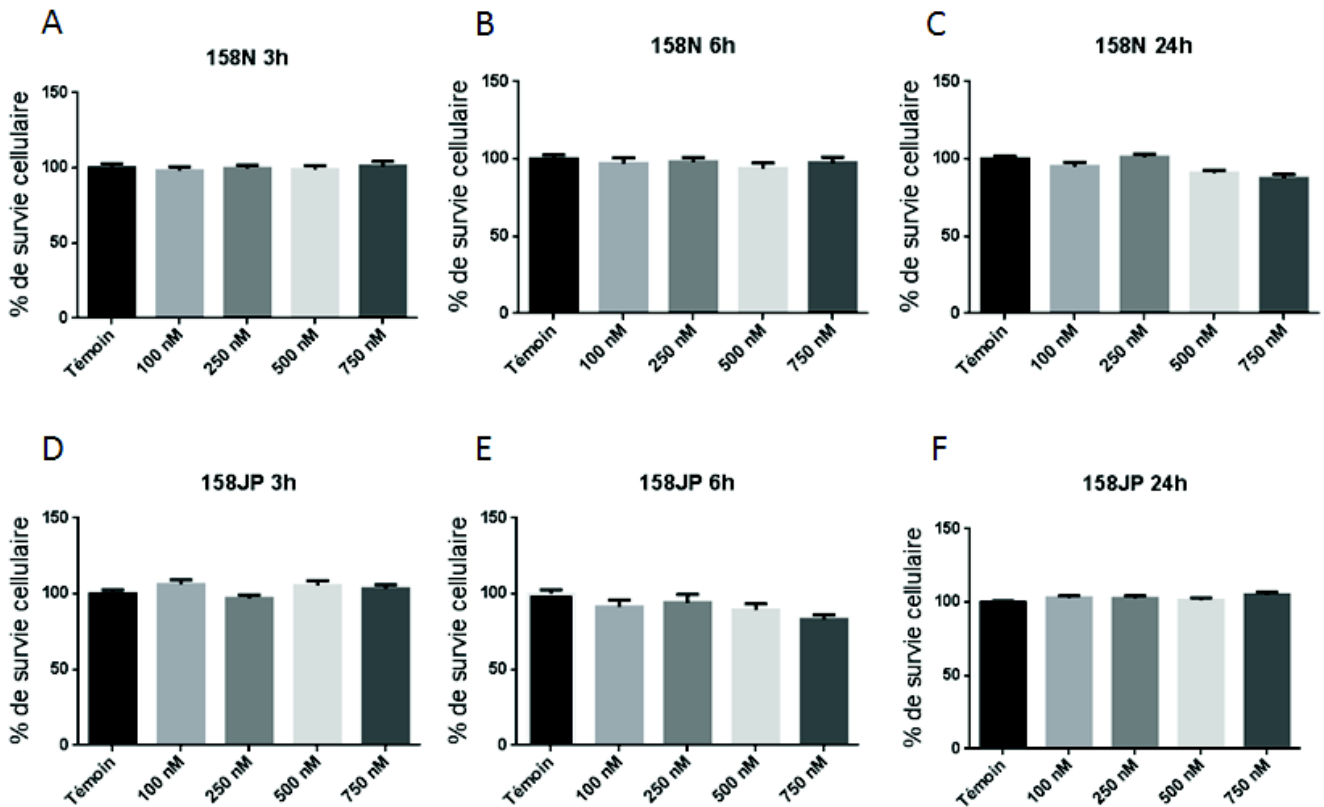 A
158N 3h
% de survie cellulaire
150
100
50
0
Témoin
100 nM
250 nM
500 nM
750 nM
B
158N 6h
% de survie cellulaire
150
100
50
0
Témoin
100 nM
250 nM
500 nM
750 nM
C
158N 24h
% de survie cellulaire
150
100
50
0
Témoin
100 nM
250 nM
500 nM
750 nM
D
158JP 3h
% de survie cellulaire
150
100
50
0
Témoin
100 nM
250 nM
500 nM
750 nM
E
158JP 6h
% de survie cellulaire
150
100
50
0
Témoin
100 nM
250 nM
500 nM
750 nM
F
158JP 24h
% de survie cellulaire
150
100
50
0
Témoin
100 nM
250 nM
500 nM
750 nM